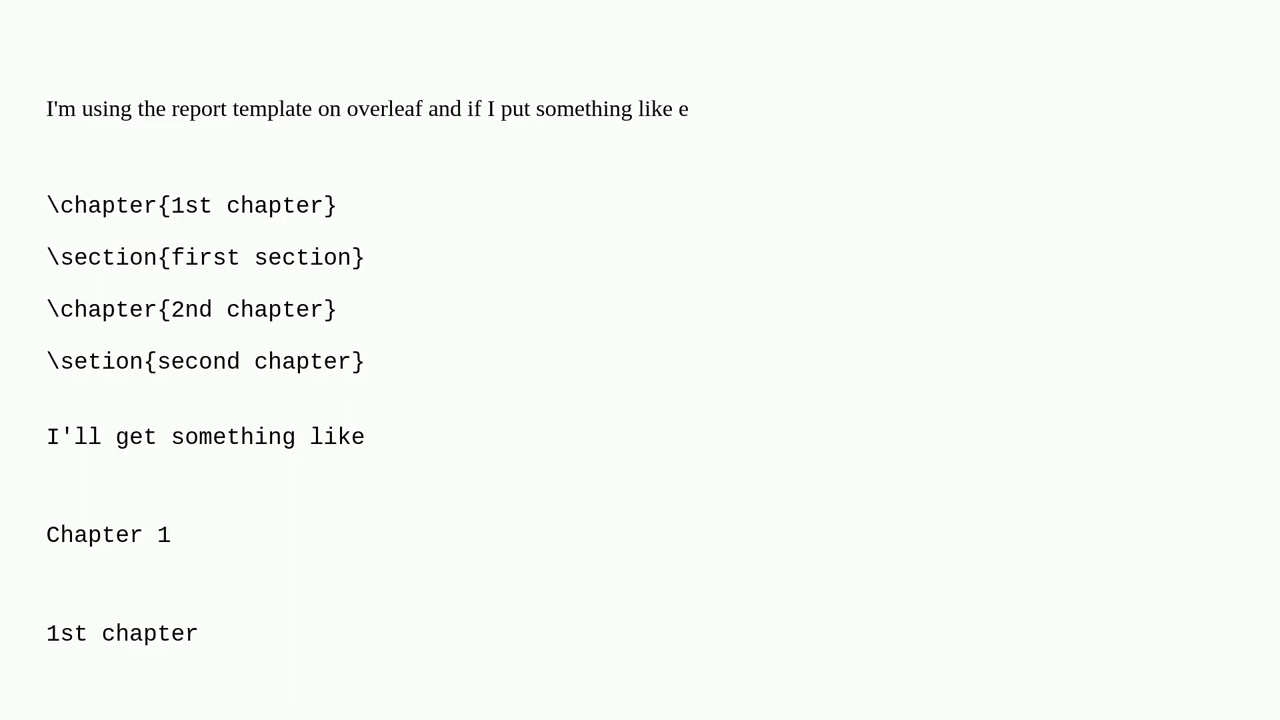 I'm using the report template on overleaf and if I put something like e
\chapter{1st chapter}
\section{first section}
\chapter{2nd chapter}
\setion{second chapter}
I'll get something like
Chapter 1
1st chapter